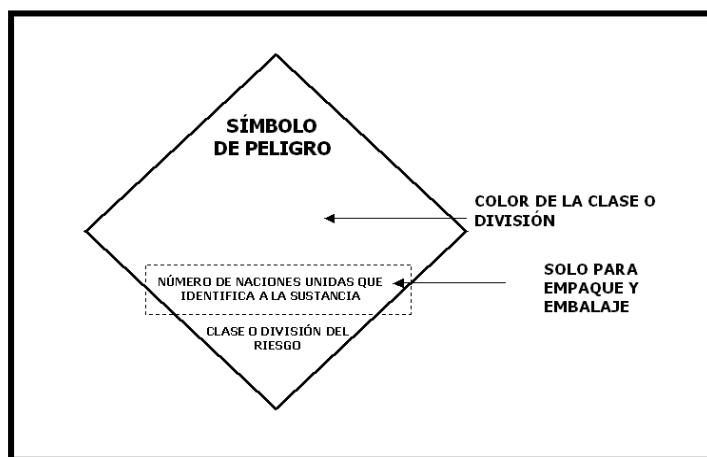 SÍMBOLO
DE PELIGRO
COLOR DE LA CLASE O
DIVISIÓN
NÚMERO DE NACIONES UNIDAS QUE
IDENTIFICA A LA SUSTANCIA
SOLO PARA
EMPAQUE Y
EMBALAJE
CLASE O DIVISIÓN DEL
RIESGO